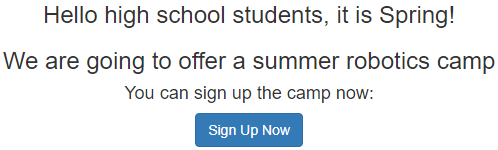 Hello high school students, it is Spring!
We are going to offer a summer robotics camp
You can sign up the camp now:
Sign Up Now